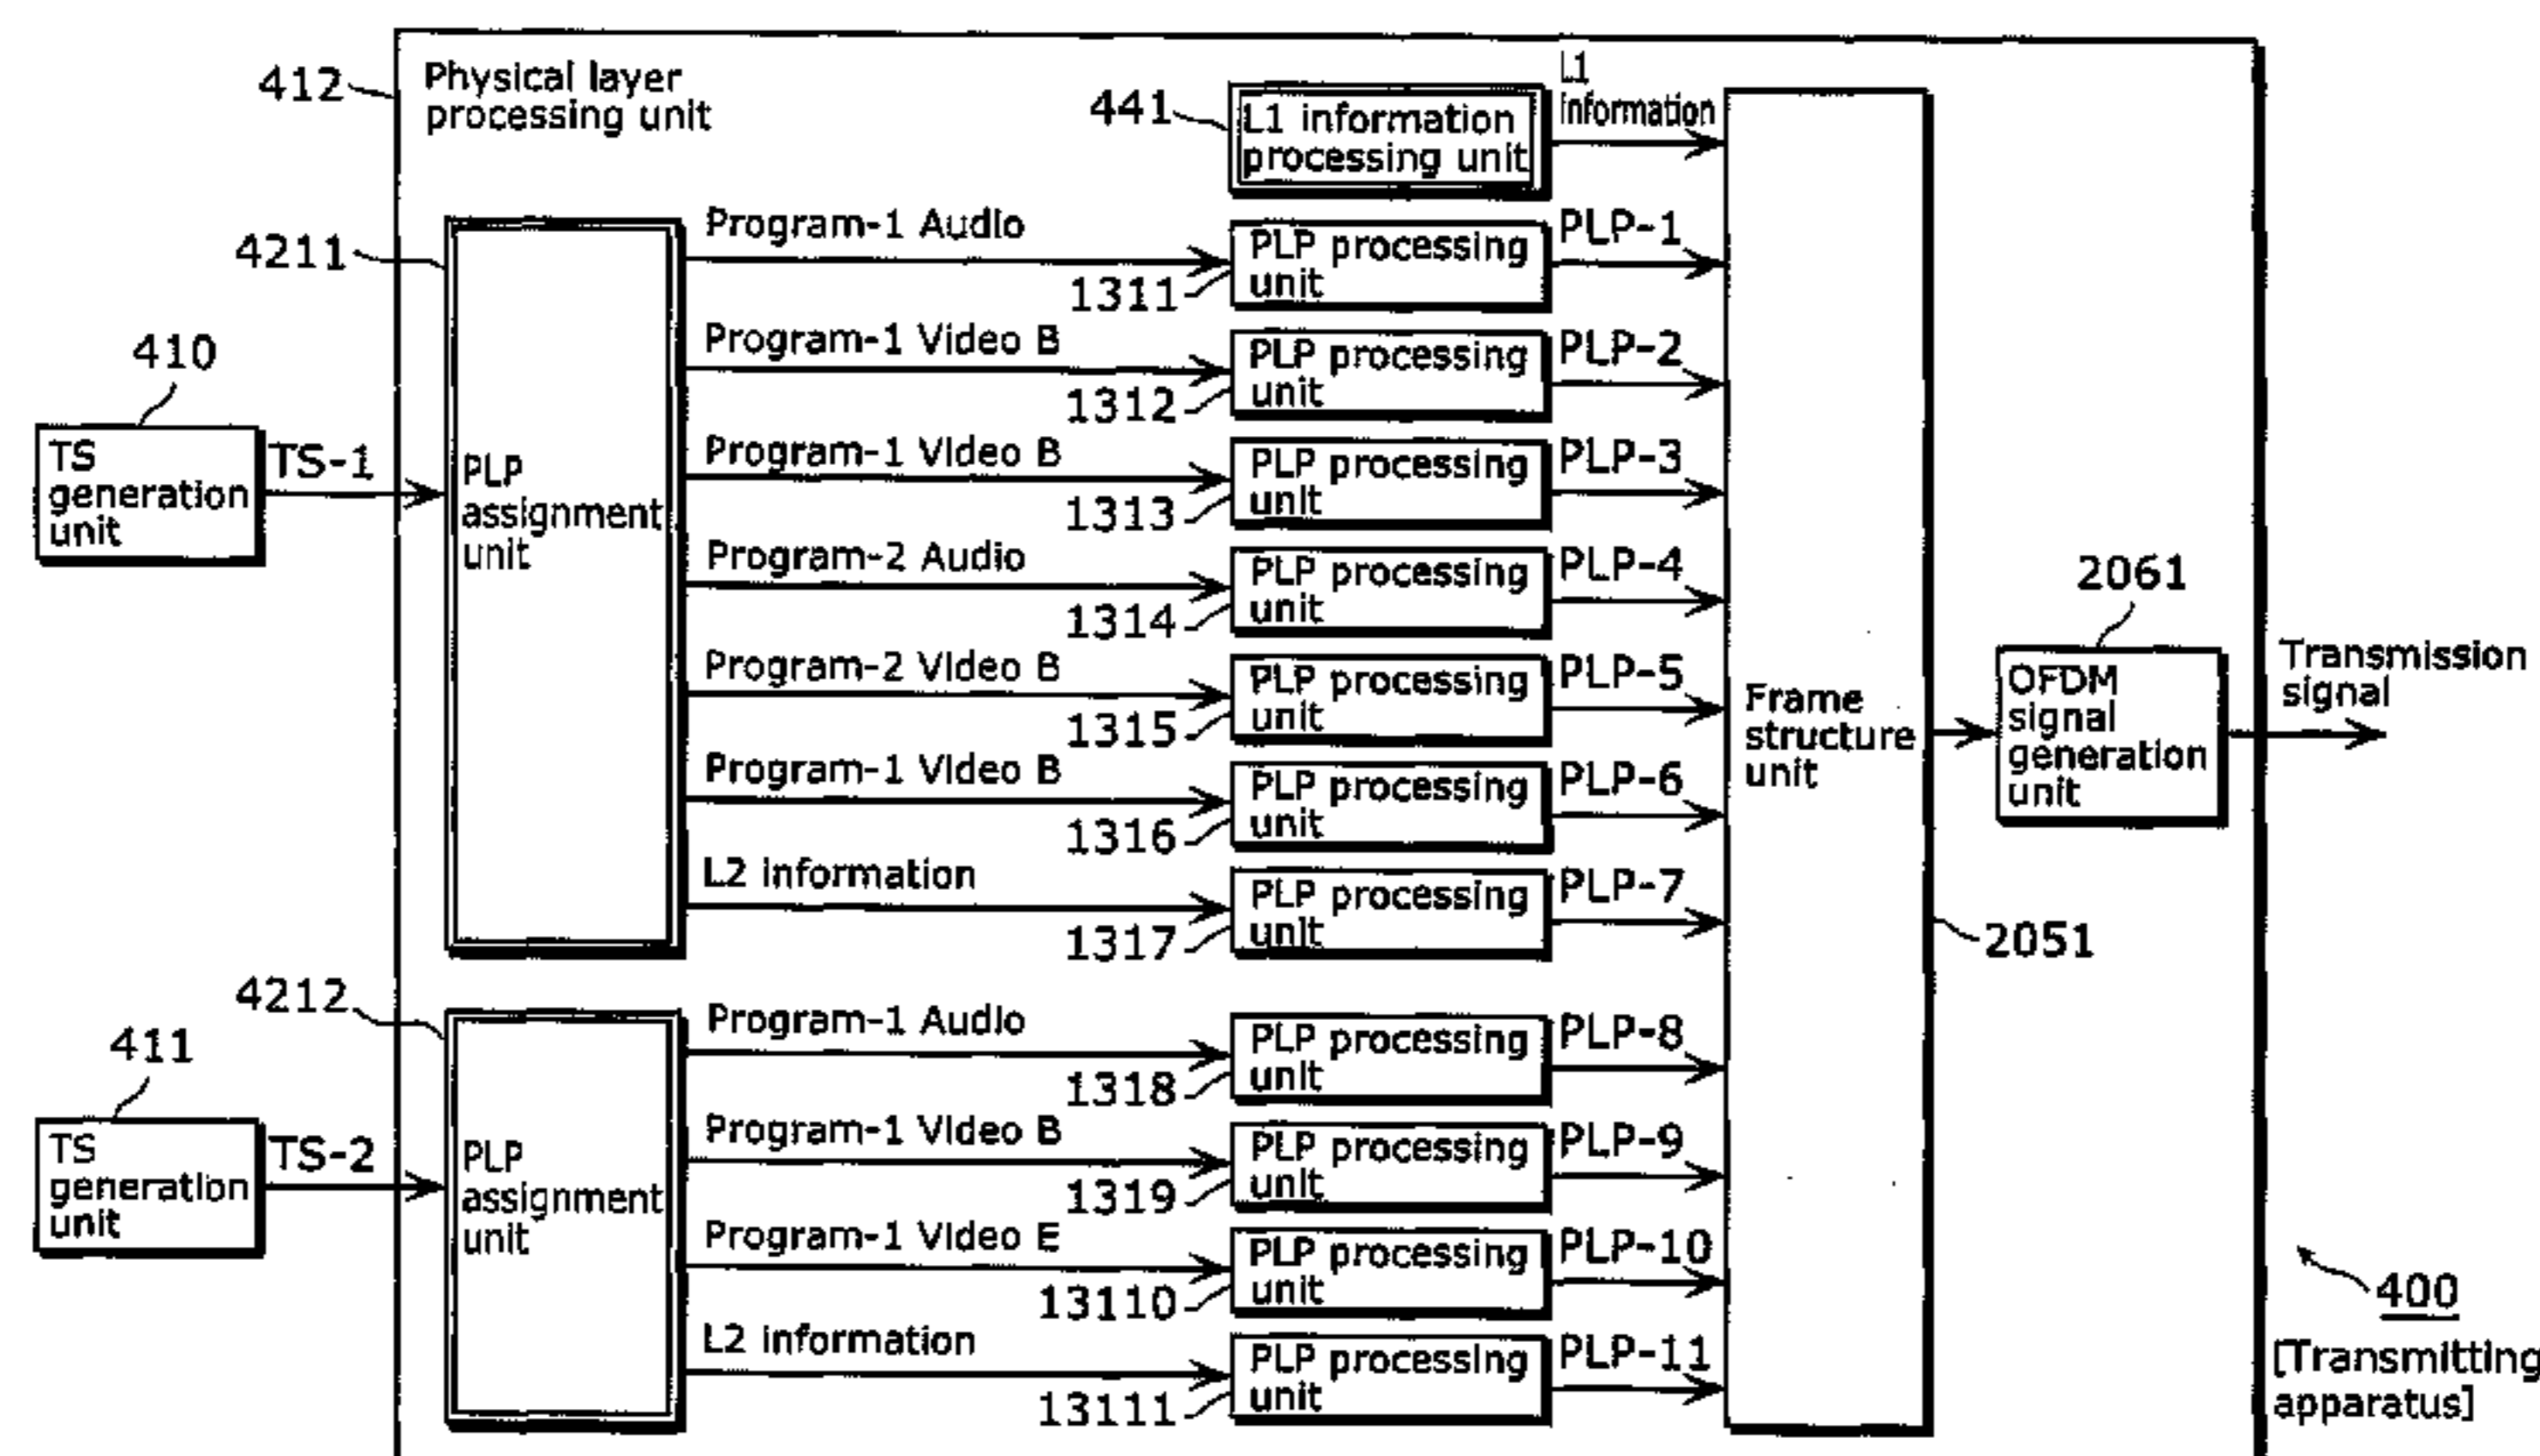 412
Physical layer
processing unit
441
L1 information
processing unit
L1
information
4211
PLP
assignment
unit
410
TS
generation
unit
TS-1
Program-1 Audio
1311
PLP processing
unit
PLP-1
Program-1 Video B
1312
PLP processing
unit
PLP-2
Program-1 Video B
1313
PLP processing
unit
PLP-3
Program-2 Audio
1314
PLP processing
unit
PLP-4
Program-2 Video B
1315
PLP processing
unit
PLP-5
Program-1 Video B
1316
PLP processing
unit
PLP-6
L2 information
1317
PLP processing
unit
PLP-7
4212
PLP
assignment
unit
411
TS
generation
unit
TS-2
Program-1 Audio
1318
PLP processing
unit
PLP-8
Program-1 Video B
1319
PLP processing
unit
PLP-9
Program-1 Video E
13110
PLP processing
unit
PLP-10
L2 information
13111
PLP processing
unit
PLP-11
Frame
structure
unit
2051
2061
OFDM
signal
generation
unit
Transmission
signal
400
[Transmitting
apparatus]